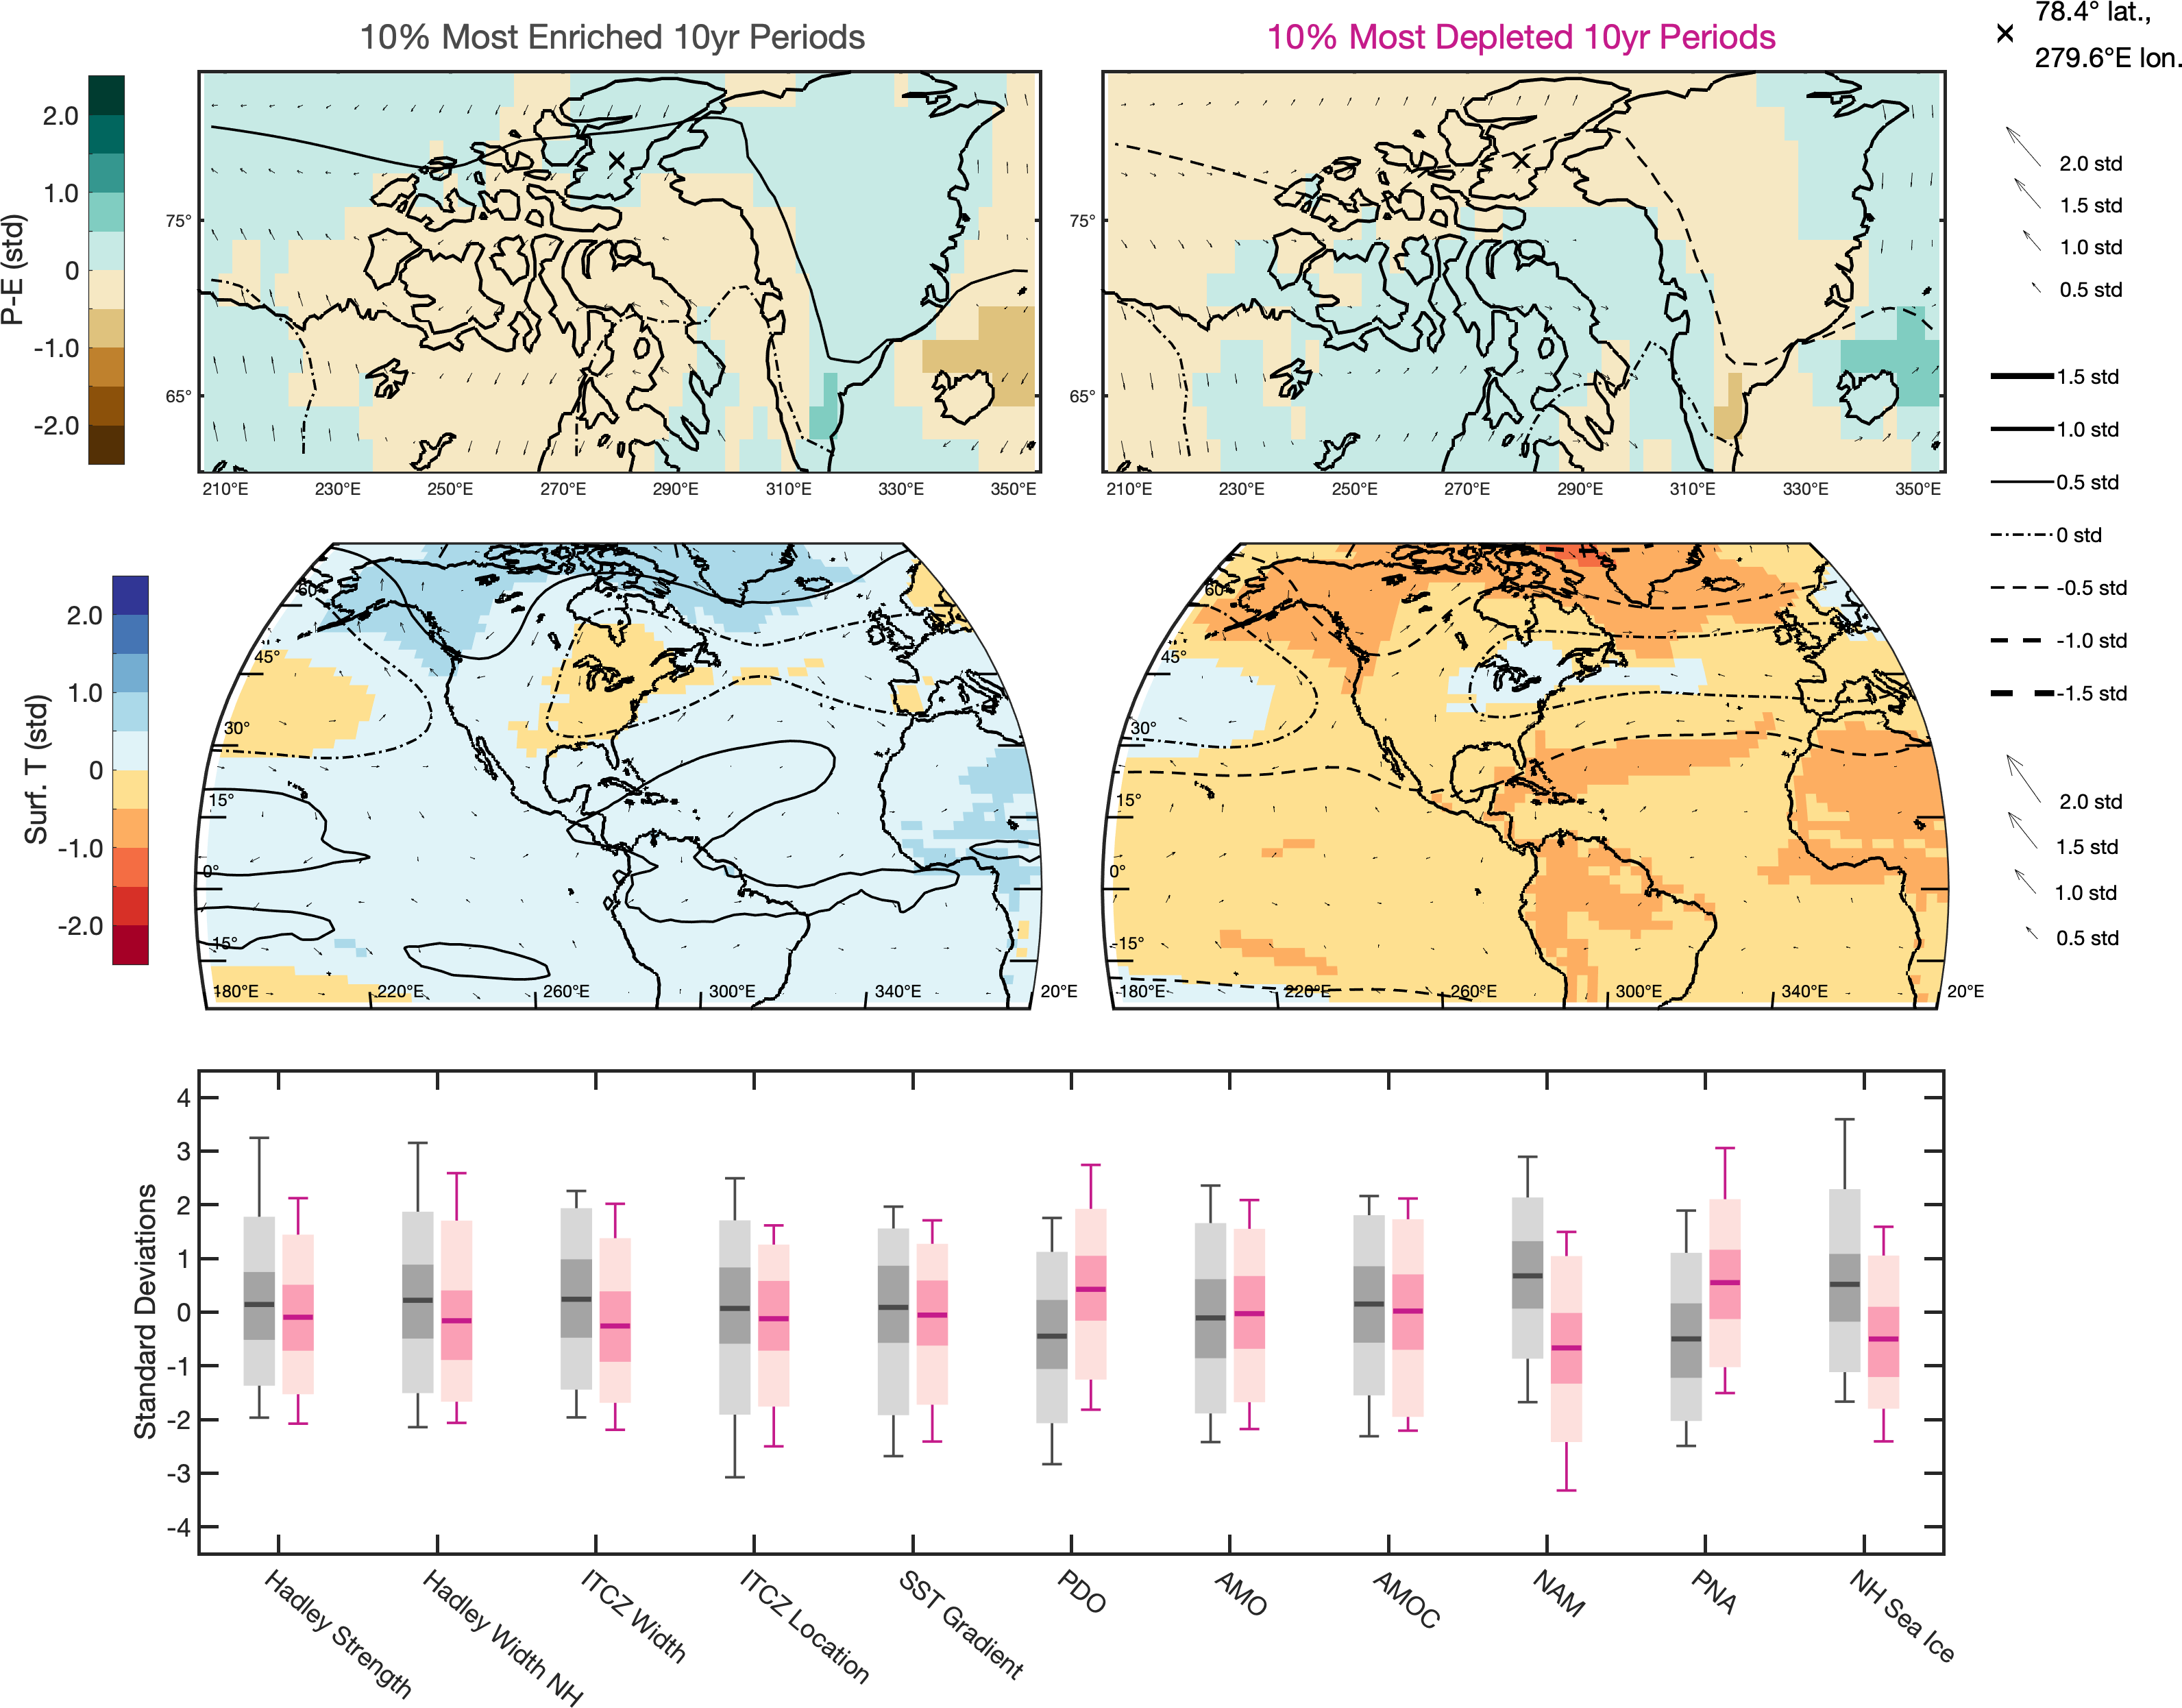 10% Most Enriched 10yr Periods
10% Most Depleted 10yr Periods
78.4° lat.,
279.6°E lon.
P-E (std)
2.0
1.0
0
-1.0
-2.0
75°
65°
210°E 230°E 250°E 270°E 290°E 310°E 330°E 350°E
75°
65°
210°E 230°E 250°E 270°E 290°E 310°E 330°E 350°E
2.0 std
1.5 std
1.0 std
0.5 std
1.5 std
1.0 std
0.5 std
0 std
-0.5 std
-1.0 std
-1.5 std
Surf. T (std)
2.0
1.0
0
-1.0
-2.0
60°
45°
30°
15°
0°
-15°
180°E 220°E 260°E 300°E 340°E 20°E
60°
45°
30°
15°
0°
-15°
180°E 220°E 260°E 300°E 340°E 20°E
2.0 std
1.5 std
1.0 std
0.5 std
Standard Deviations
4
3
2
1
0
-1
-2
-3
-4
Hadley Strength
Hadley Width NH
ITCZ Width
ITCZ Location
SST Gradient
PDO
AMO
AMOC
NAM
PNA
NH Sea Ice